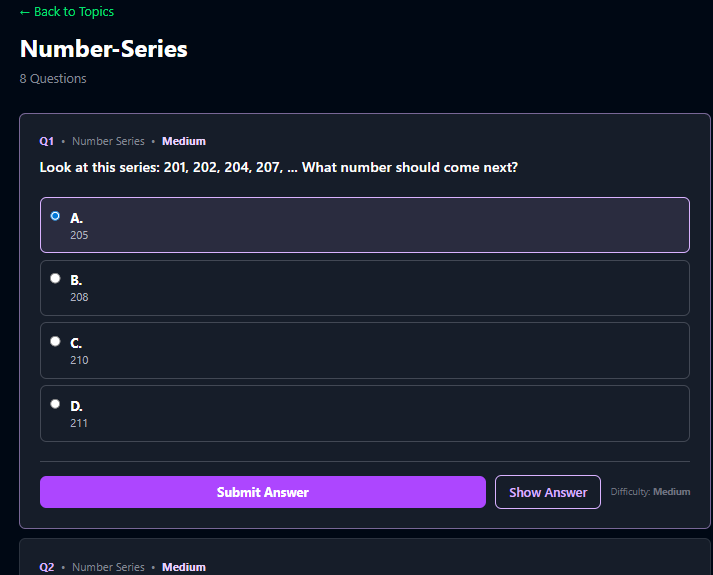 ← Back to Topics
Number-Series
8 Questions
Q1 • Number Series • Medium
Look at this series: 201, 202, 204, 207, ... What number should come next?
A.
205
B.
208
C.
210
D.
211
Submit Answer Show Answer Difficulty: Medium
Q2 • Number Series • Medium